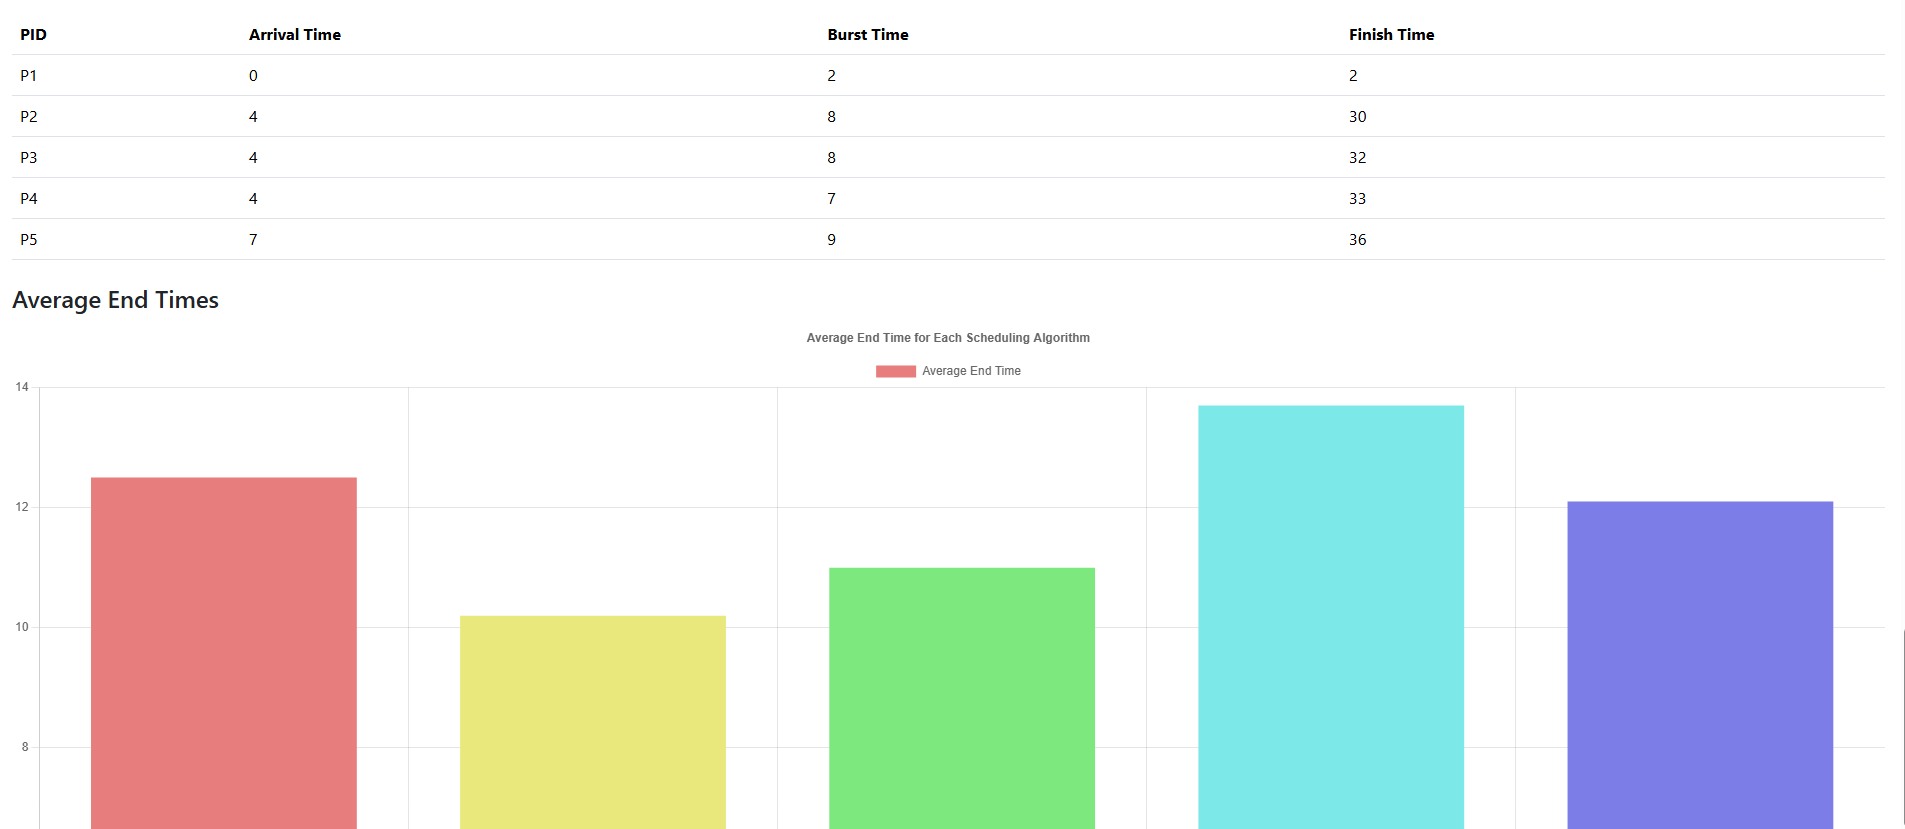 PID Arrival Time Burst Time Finish Time
P1 0 2 2
P2 4 8 30
P3 4 8 32
P4 4 7 33
P5 7 9 36
Average End Times
Average End Time for Each Scheduling Algorithm
Average End Time
14
12
10
8